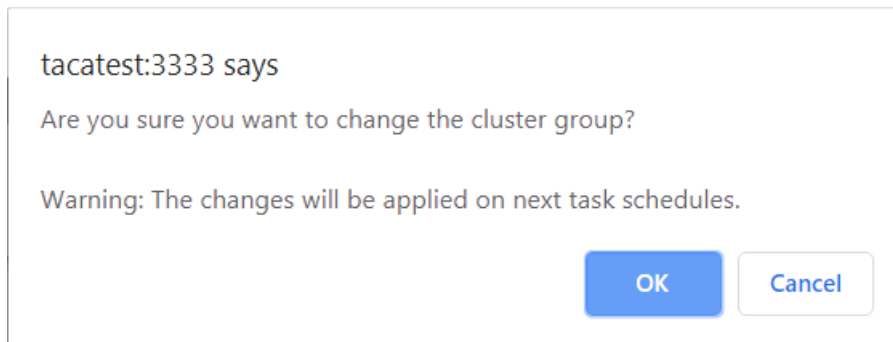 tacatest:3333 says
Are you sure you want to change the cluster group?
Warning: The changes will be applied on next task schedules.
OK
Cancel